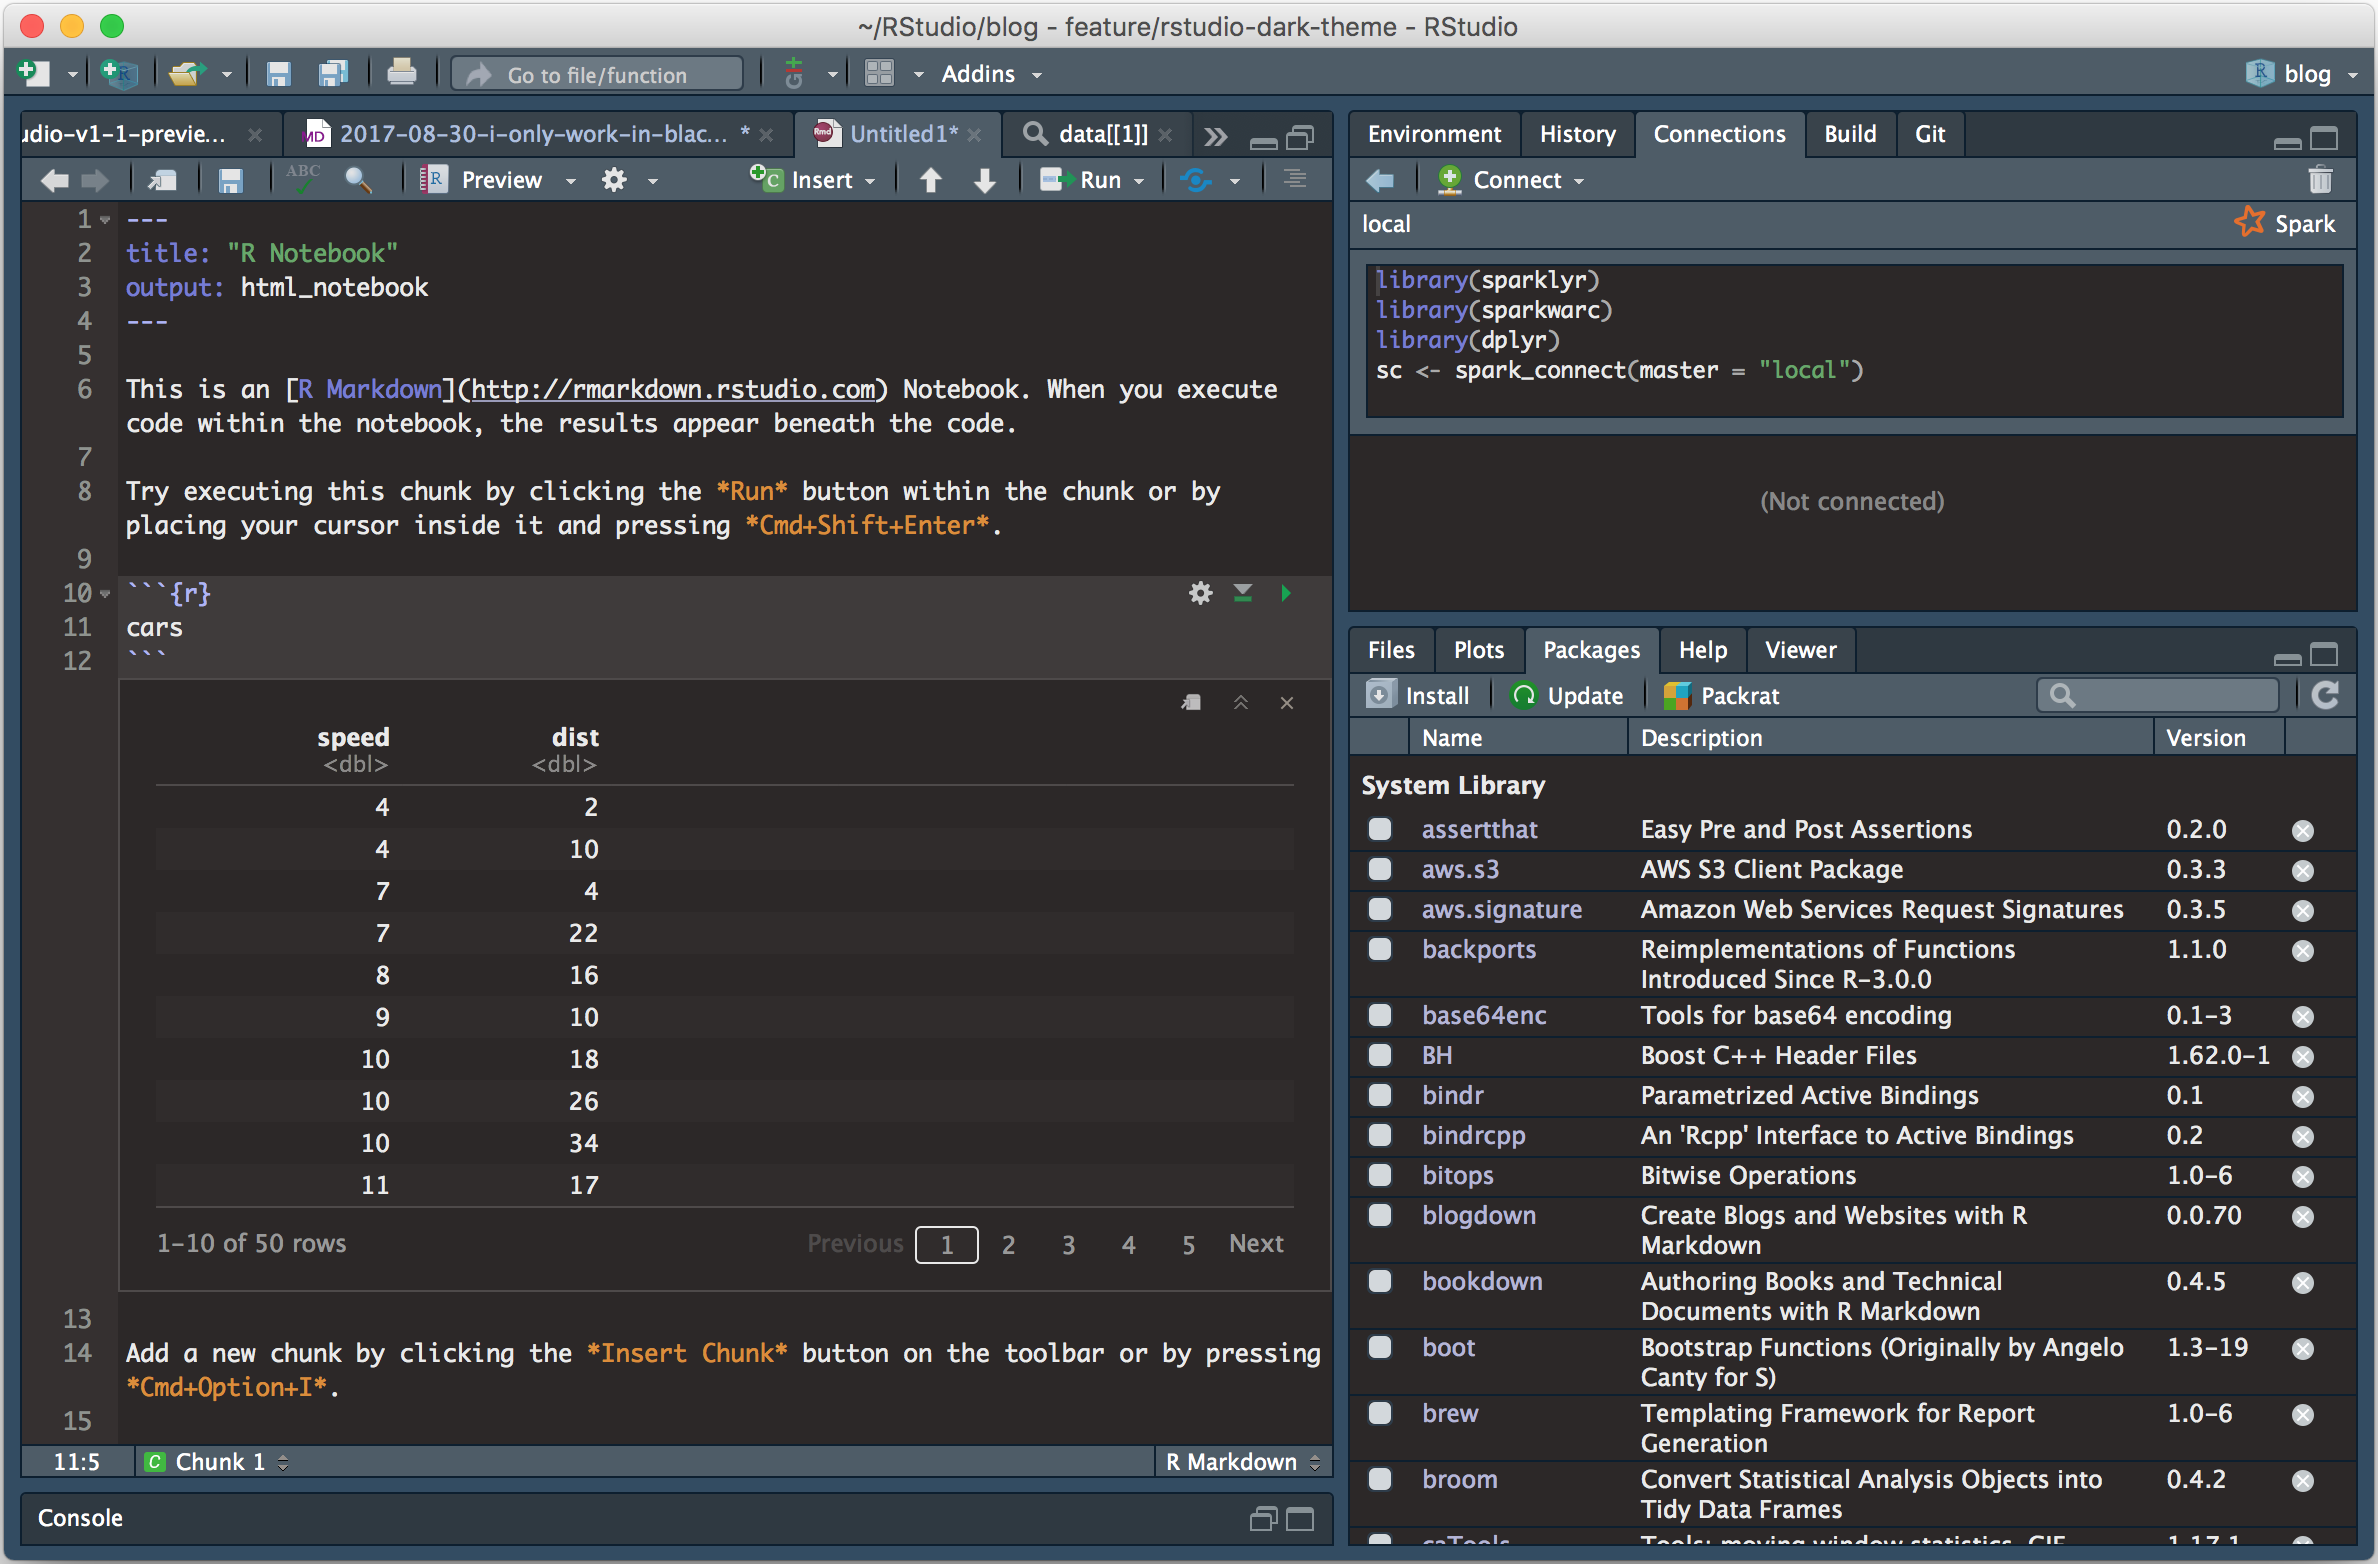 ~/RStudio/blog - feature/rstudio-dark-theme - RStudio
Go to file/function
Addins
blog
udio-v1-1-previe...
MD 2017-08-30-i-only-work-in-blac... *
Rmd Untitled1*
data[[1]]
ABC
Preview
Insert
Run
1 ---
2 title: "R Notebook"
3 output: html_notebook
4 ---
5
6 This is an [R Markdown](http://rmarkdown.rstudio.com) Notebook. When you execute
code within the notebook, the results appear beneath the code.
7
8 Try executing this chunk by clicking the *Run* button within the chunk or by
placing your cursor inside it and pressing *Cmd+Shift+Enter*.
9
10 ```{r}
11 cars
12 ```
speed dist
<dbl> <dbl>
4 2
4 10
7 4
7 22
8 16
9 10
10 18
10 26
10 34
11 17
1-10 of 50 rows Previous 1 2 3 4 5 Next
13
14 Add a new chunk by clicking the *Insert Chunk* button on the toolbar or by pressing
*Cmd+Option+I*.
15
11:5 C Chunk 1 R Markdown
Console
Environment History Connections Build Git
Connect
local Spark
library(sparklyr)
library(sparkwarc)
library(dplyr)
sc <- spark_connect(master = "local")
(Not connected)
Files Plots Packages Help Viewer
Install Update Packrat
Name Description Version
System Library
assertthat Easy Pre and Post Assertions 0.2.0
aws.s3 AWS S3 Client Package 0.3.3
aws.signature Amazon Web Services Request Signatures 0.3.5
backports Reimplementations of Functions 1.1.0
Introduced Since R-3.0.0
base64enc Tools for base64 encoding 0.1-3
BH Boost C++ Header Files 1.62.0-1
bindr Parametrized Active Bindings 0.1
bindrcpp An 'Rcpp' Interface to Active Bindings 0.2
bitops Bitwise Operations 1.0-6
blogdown Create Blogs and Websites with R 0.0.70
Markdown
bookdown Authoring Books and Technical 0.4.5
Documents with R Markdown
boot Bootstrap Functions (Originally by Angelo 1.3-19
Canty for S)
brew Templating Framework for Report 1.0-6
Generation
broom Convert Statistical Analysis Objects into 0.4.2
Tidy Data Frames
caTools Tools: moving window statistics, GIF, 1.17.1